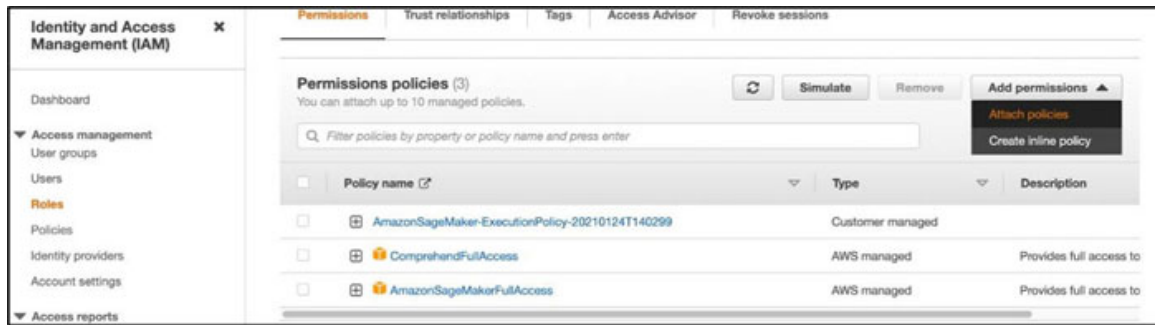 Identity and Access
Management (IAM)
Dashboard
Access management
User groups
Users
Roles
Policies
Identity providers
Account settings
Access reports
Permissions Trust relationships Tags Access Advisor Revoke sessions
Permissions policies (3)
You can attach up to 10 managed policies.
Simulate Remove Add permissions
Attach policies
Create inline policy
Filter policies by property or policy name and press enter
Policy name Type Description
AmazonSageMaker-ExecutionPolicy-20210124T140299 Customer managed
ComprehendFullAccess AWS managed Provides full access to
AmazonSageMakerFullAccess AWS managed Provides full access to